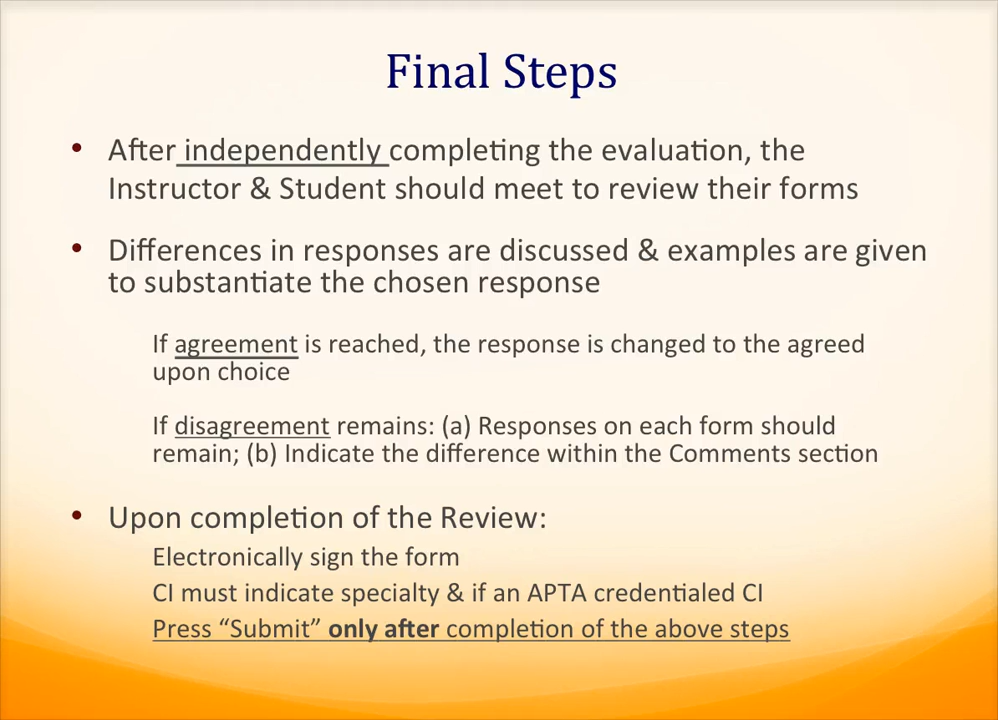 Final Steps
• After independently completing the evaluation, the
Instructor & Student should meet to review their forms
• Differences in responses are discussed & examples are given
to substantiate the chosen response
If agreement is reached, the response is changed to the agreed
upon choice
If disagreement remains: (a) Responses on each form should
remain; (b) Indicate the difference within the Comments section
• Upon completion of the Review:
Electronically sign the form
CI must indicate specialty & if an APTA credentialed CI
Press “Submit” only after completion of the above steps